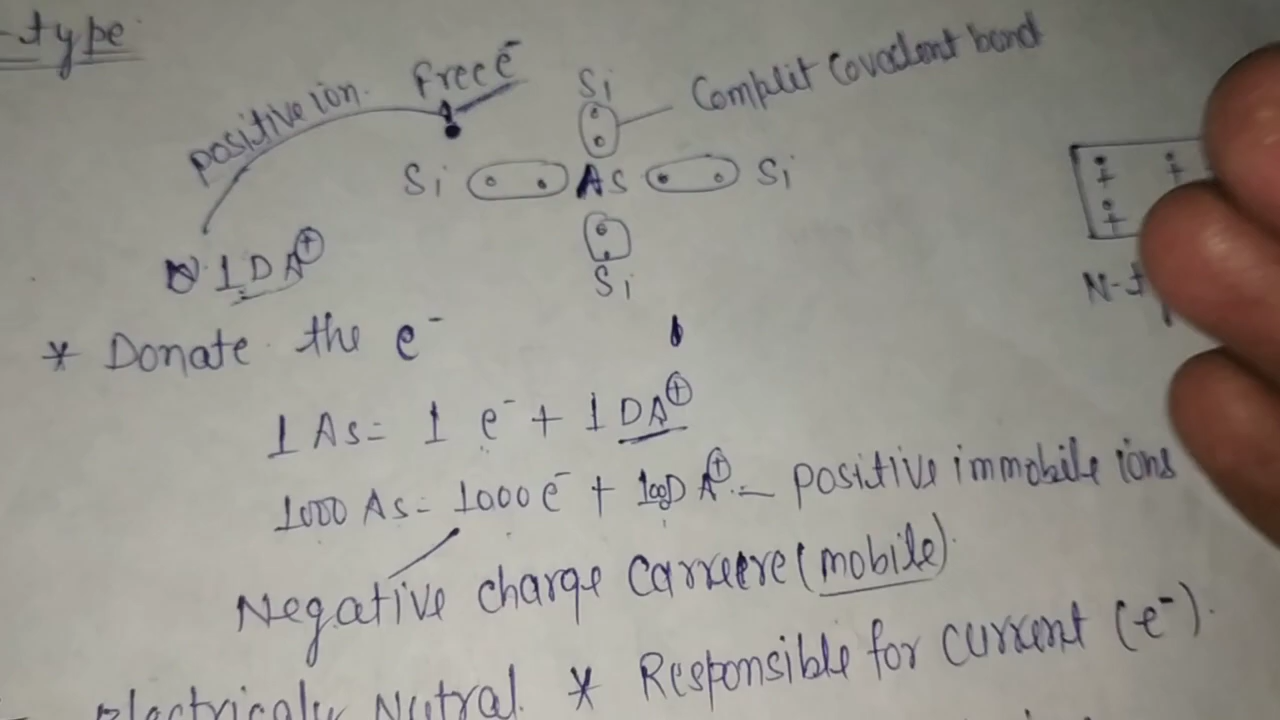 -type
Free e⁻
positive ion.
Si
Complit Covalent bond
Si As Si
Si
1 DA⊕
N-t
* Donate the e⁻
1 As = 1 e⁻ + 1 DA⊕
1000 As = 1000 e⁻ + 1000 DA⊕ - positive immobile ions
Negative charge (mobile).
Electricaly Nutral * Responsible for current (e⁻).